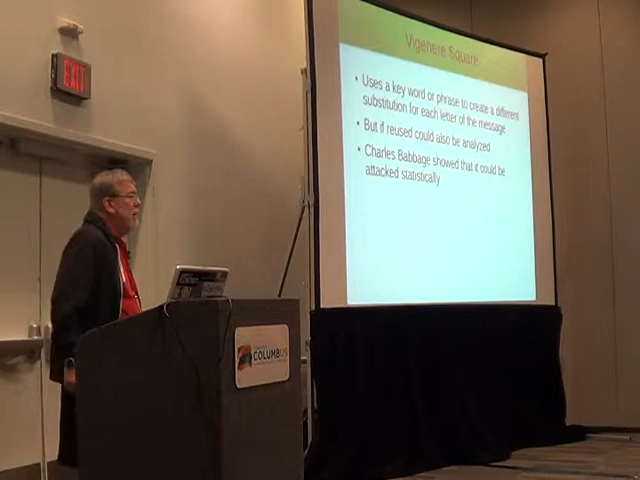 EXIT
Vigenere Square
• Uses a key word or phrase to create a different
substitution for each letter of the message
• But if reused could also be analyzed
• Charles Babbage showed that it could be
attacked statistically
COLUMBUS